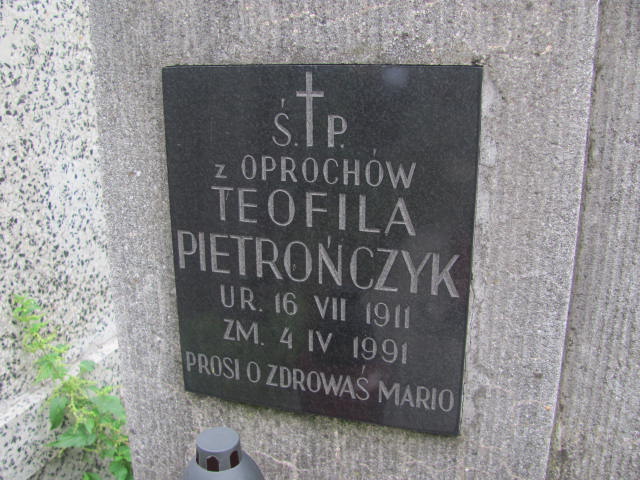 Ś. P.
z OPROCHÓW
TEOFILA
PIETROŃCZYK
UR. 16 VII 1911
ZM. 4 IV 1991
PROSI O ZDROWAŚ MARIO